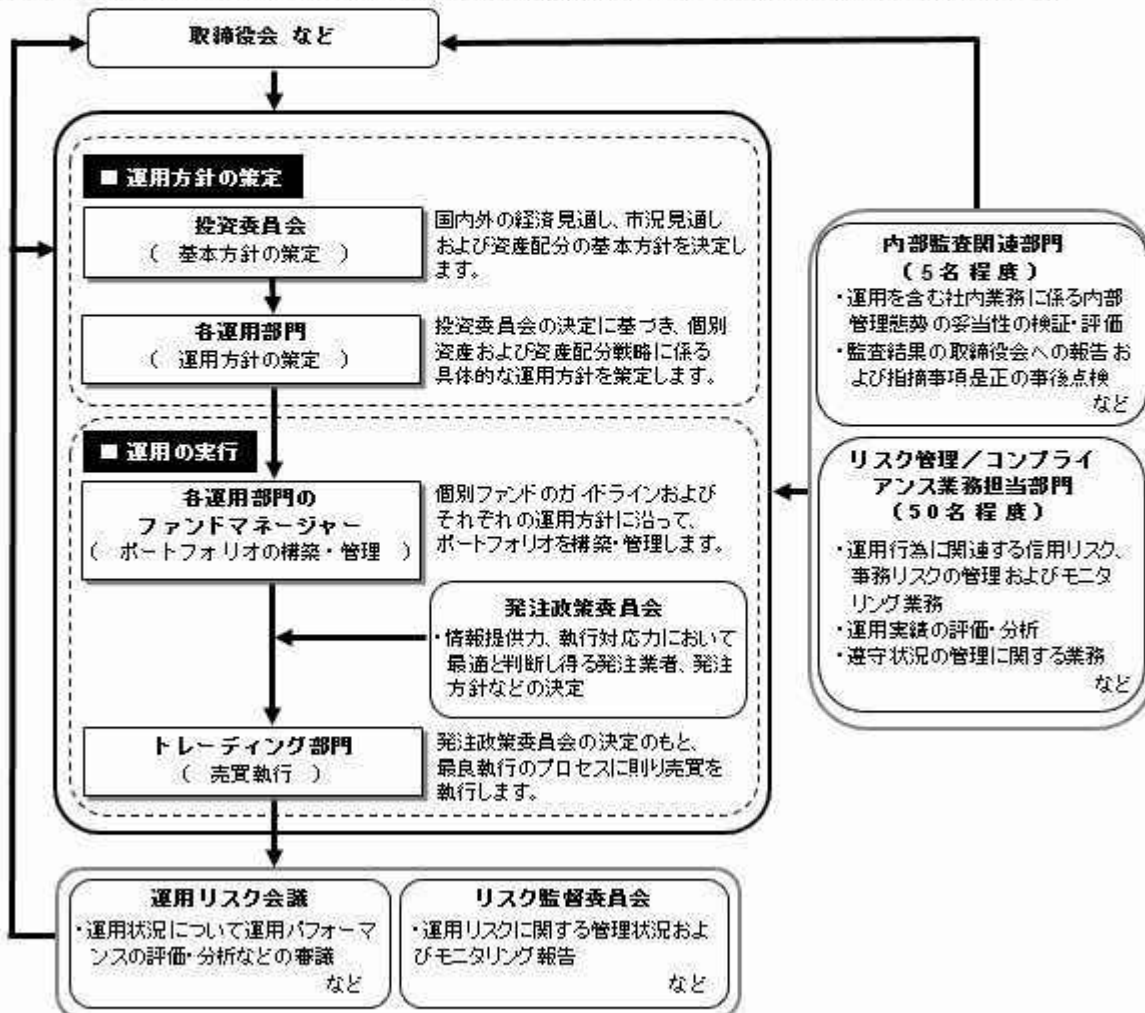 取締役会 など
■ 運用方針の策定
投資委員会
（ 基本方針の策定 ）
国内外の経済見通し、市況見通し
および資産配分の基本方針を決定し
ます。
各運用部門
（ 運用方針の策定 ）
投資委員会の決定に基づき、個別
資産および資産配分戦略に係る
具体的な運用方針を策定します。
■ 運用の実行
各運用部門の
ファンドマネージャー
（ ポートフォリオの構築・管理 ）
個別ファンドのガイドラインおよび
それぞれの運用方針に沿って、
ポートフォリオを構築・管理します。
発注政策委員会
・情報提供力、執行対応力において
最適と判断し得る発注業者、発注
方針などの決定
トレーディング部門
（ 売買執行 ）
発注政策委員会の決定のもと、
最良執行のプロセスに則り売買を
執行します。
内部監査関連部門
（5名程度）
・運用を含む社内業務に係る内部
管理態勢の妥当性の検証・評価
・監査結果の取締役会への報告お
よび指摘事項是正の事後点検
など
リスク管理／コンプライ
アンス業務担当部門
（50名程度）
・運用行為に関連する信用リスク、
事務リスクの管理およびモニタ
リング業務
・運用実績の評価・分析
・遵守状況の管理に関する業務
など
運用リスク会議
・運用状況について運用パフォーマ
ンスの評価・分析などの審議
など
リスク監督委員会
・運用リスクに関する管理状況およ
びモニタリング報告
など